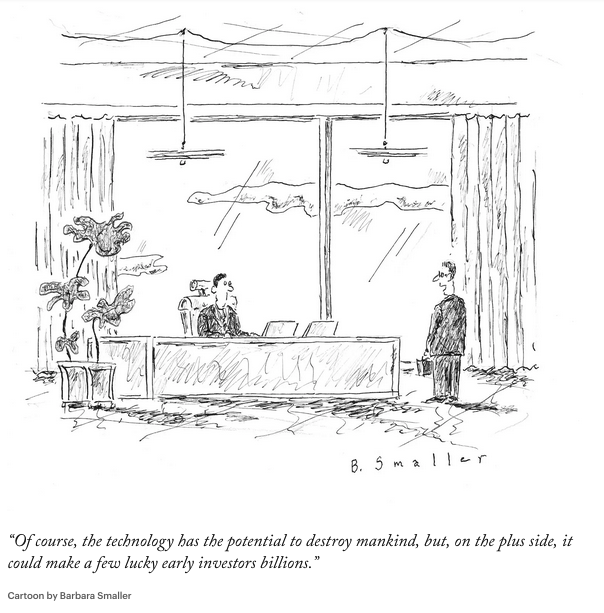 B. Smaller
“Of course, the technology has the potential to destroy mankind, but, on the plus side, it
could make a few lucky early investors billions.”
Cartoon by Barbara Smaller